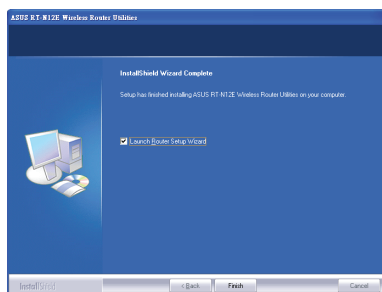 ASUS RT-N12E Wireless Router Utilities
InstallShield Wizard Complete
Setup has finished installing ASUS RT-N12E Wireless Router Utilities on your computer.
Launch Router Setup Wizard
InstallShield
< Back Finish Cancel